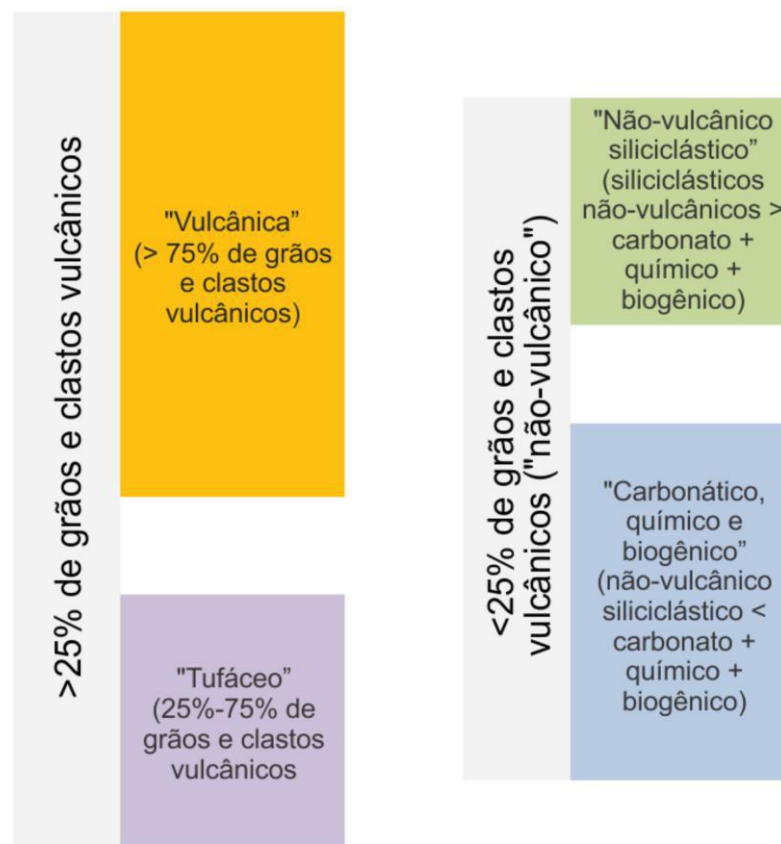 >25% de grãos e clastos vulcânicos
"Vulcânica”
(> 75% de grãos
e clastos
vulcânicos)
"Tufáceo”
(25%-75% de
grãos e clastos
vulcânicos
<25% de grãos e clastos
vulcânicos ("não-vulcânico")
"Não-vulcânico
siliciclástico”
(siliciclásticos
não-vulcânicos >
carbonato +
químico +
biogênico)
"Carbonático,
químico e
biogênico”
(não-vulcânico
siliciclástico <
carbonato +
químico +
biogênico)